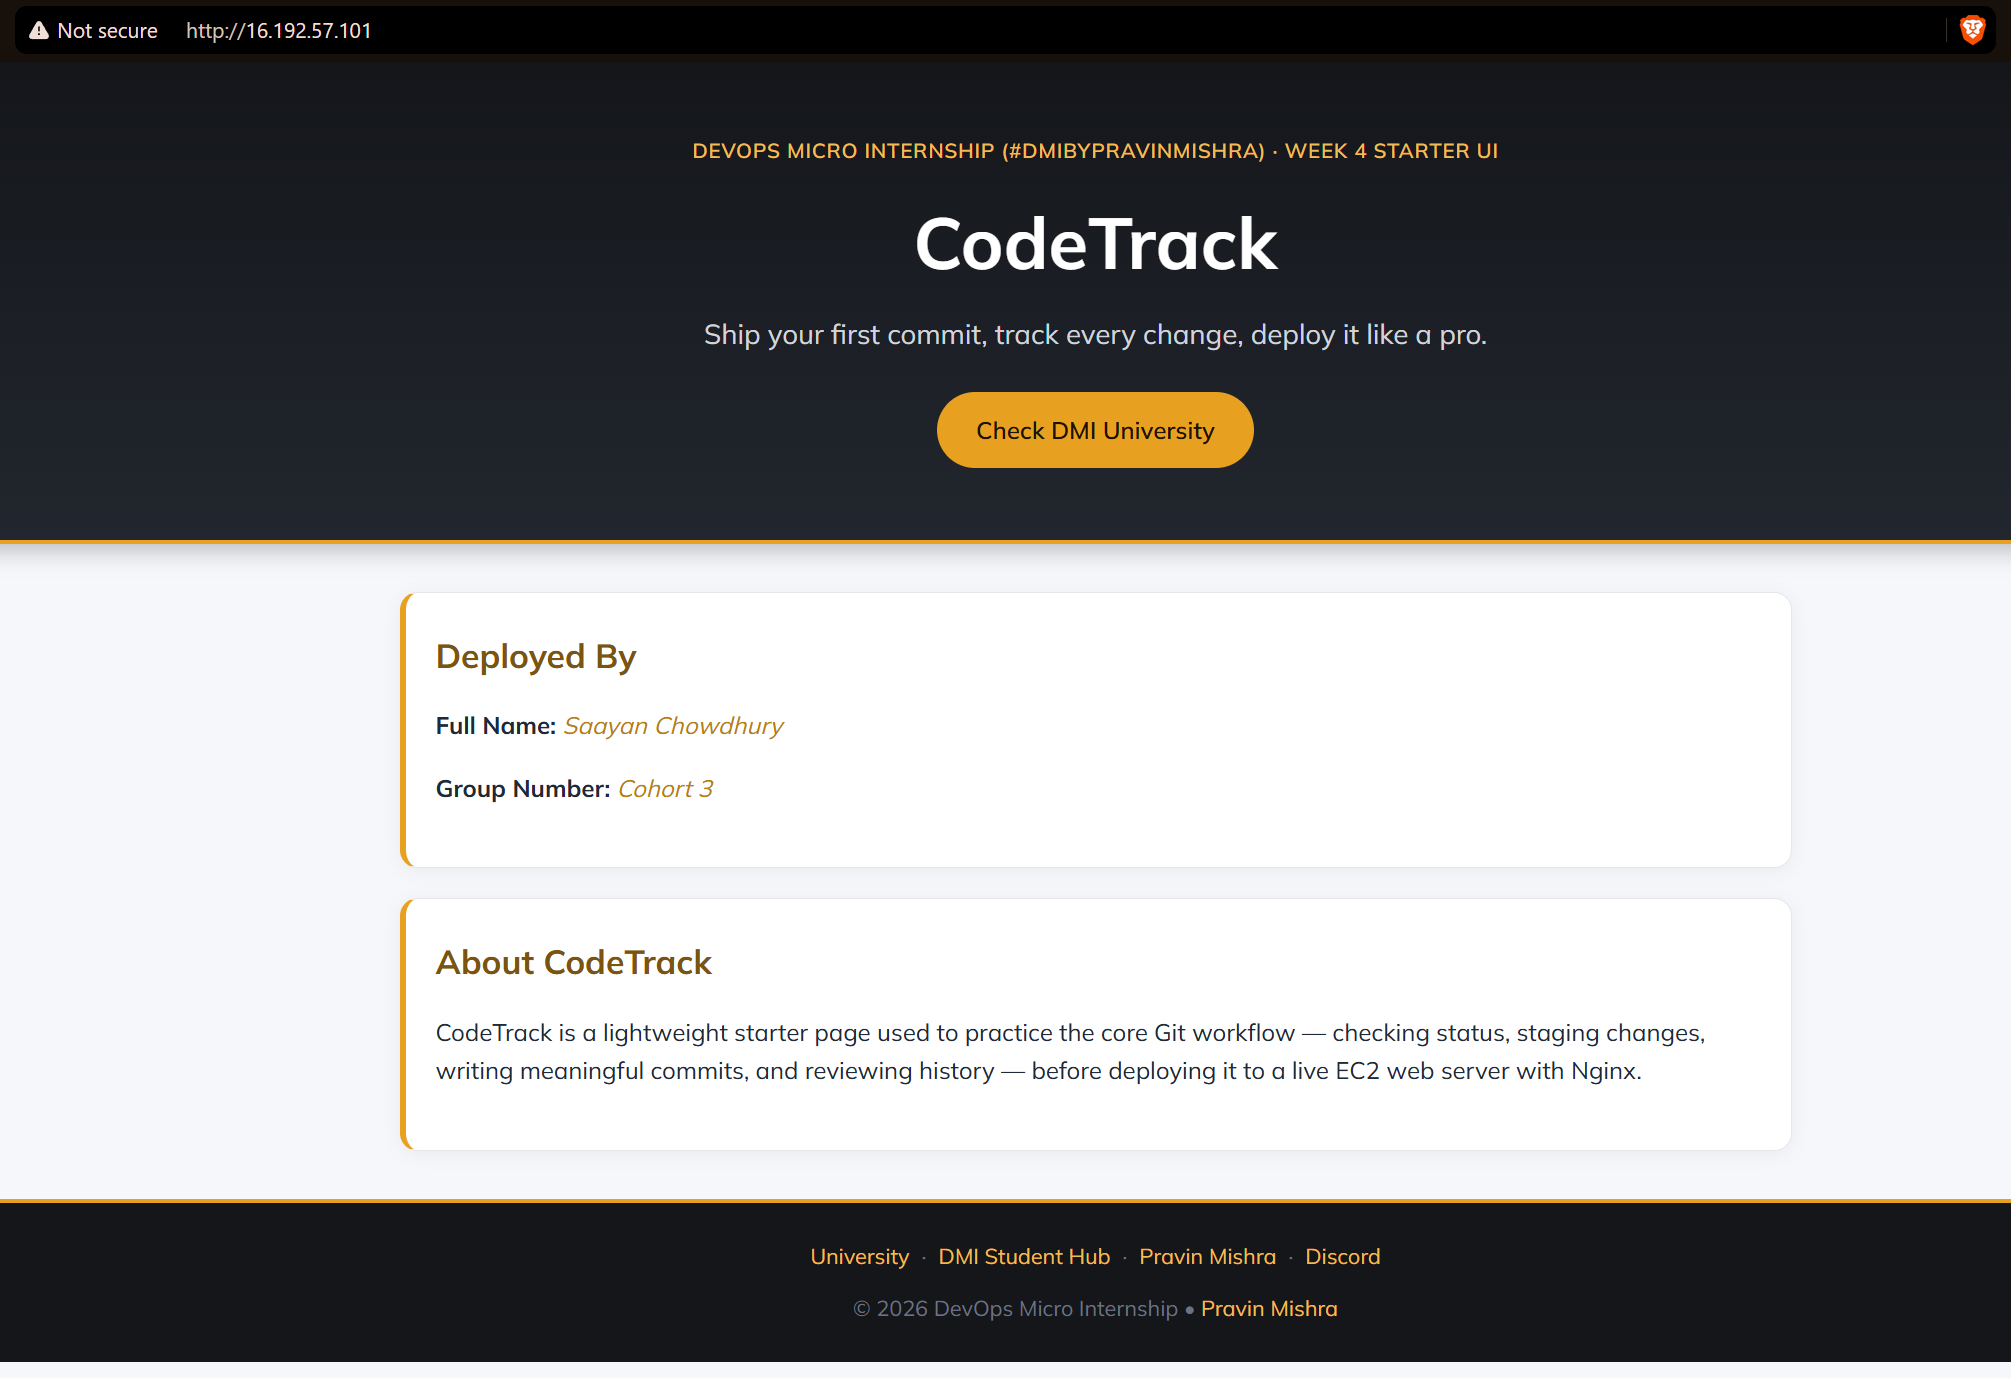 Not secure http://16.192.57.101
DEVOPS MICRO INTERNSHIP (#DMIBYPRAVINMISHRA) · WEEK 4 STARTER UI
CodeTrack
Ship your first commit, track every change, deploy it like a pro.
Check DMI University
Deployed By
Full Name: Saayan Chowdhury
Group Number: Cohort 3
About CodeTrack
CodeTrack is a lightweight starter page used to practice the core Git workflow — checking status, staging changes,
writing meaningful commits, and reviewing history — before deploying it to a live EC2 web server with Nginx.
University · DMI Student Hub · Pravin Mishra · Discord
© 2026 DevOps Micro Internship • Pravin Mishra